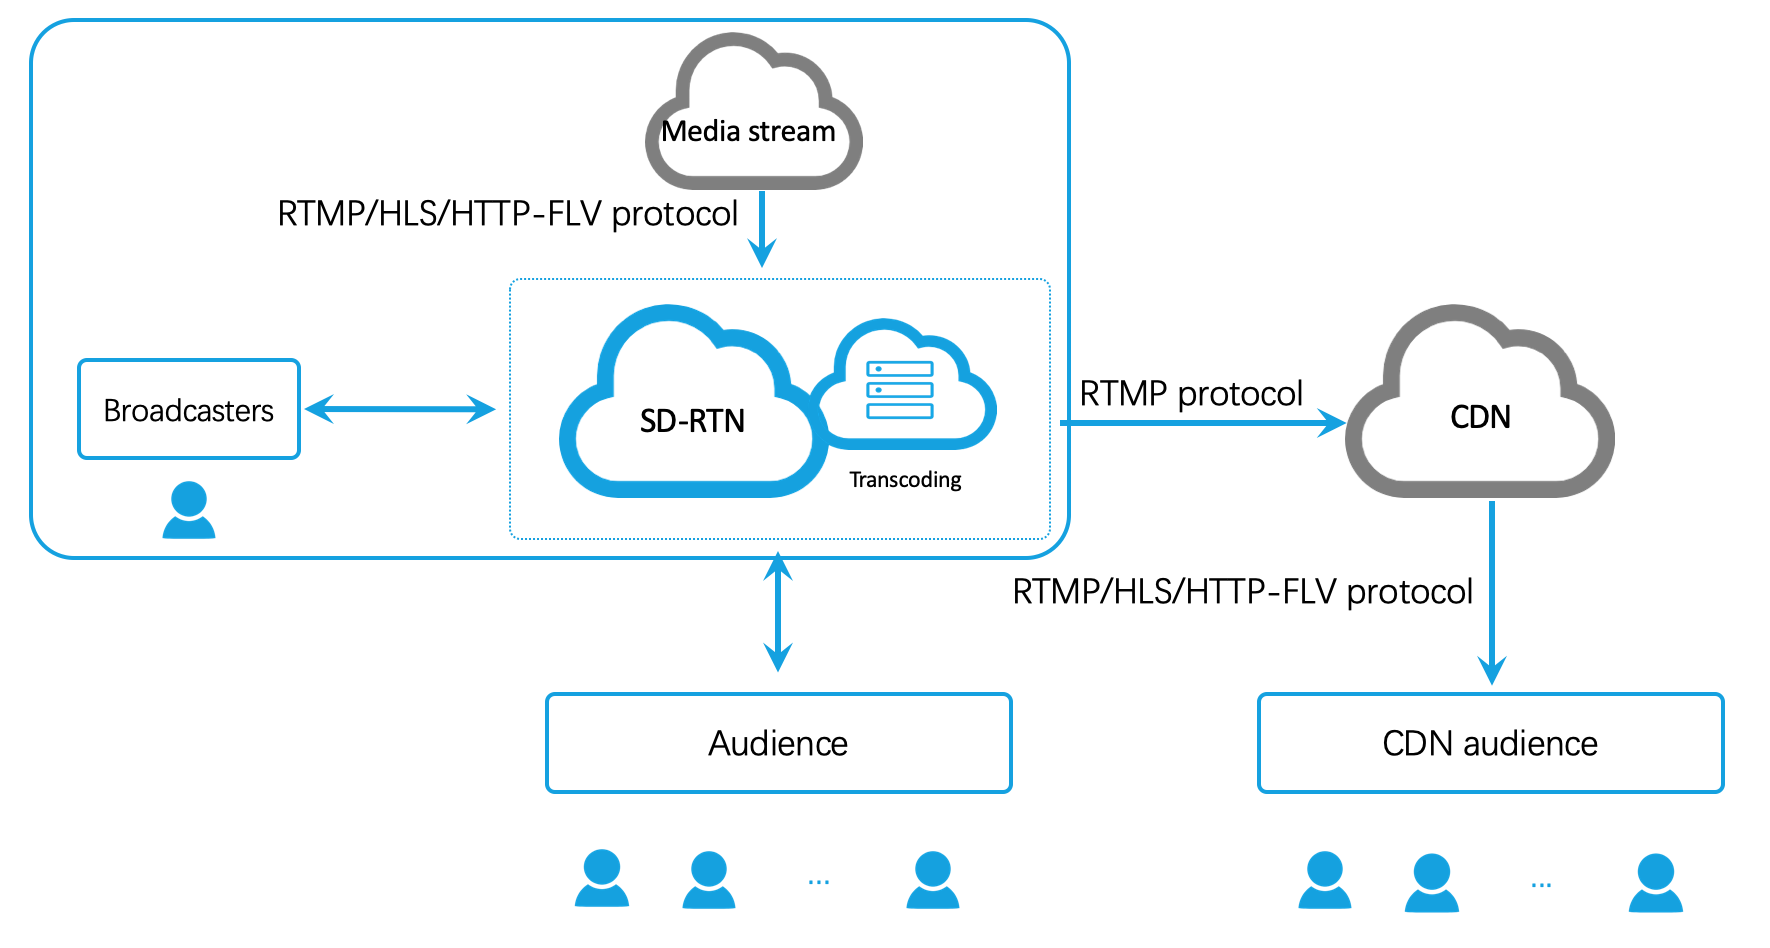 Media stream
RTMP/HLS/HTTP-FLV protocol
Broadcasters
SD-RTN
Transcoding
RTMP protocol
CDN
RTMP/HLS/HTTP-FLV protocol
Audience
CDN audience
...
...